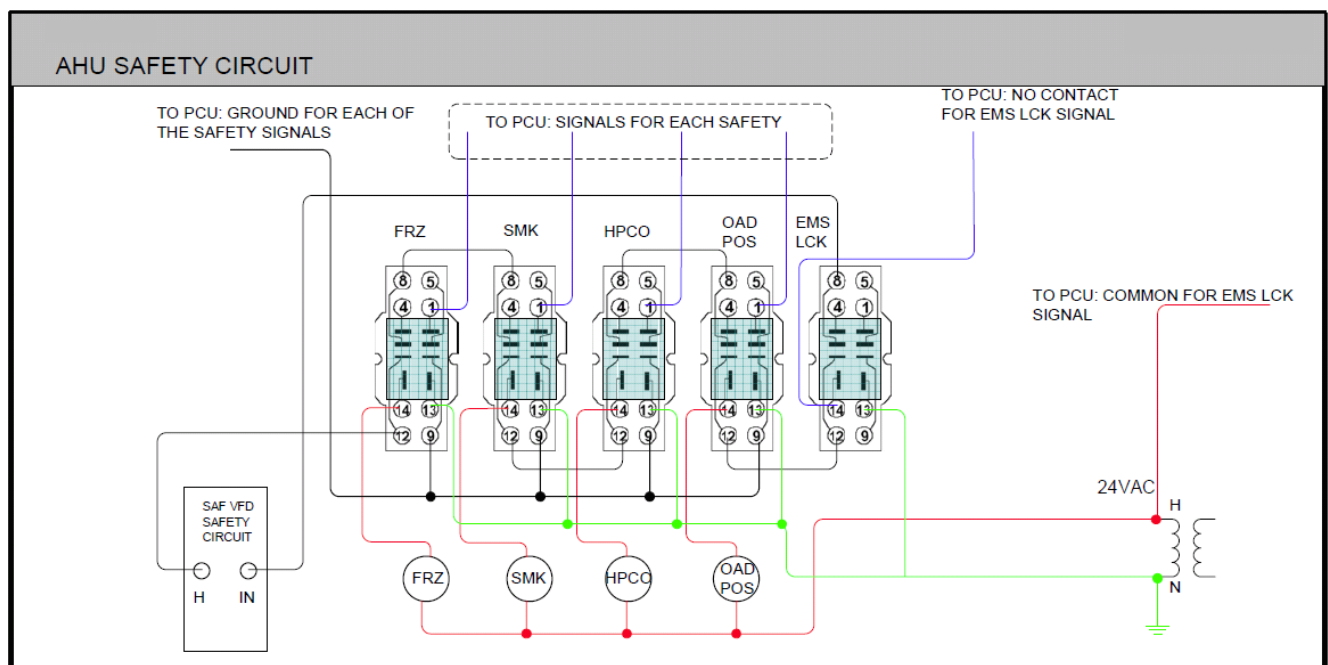 AHU SAFETY CIRCUIT
TO PCU: GROUND FOR EACH OF
THE SAFETY SIGNALS
TO PCU: SIGNALS FOR EACH SAFETY
TO PCU: NO CONTACT
FOR EMS LCK SIGNAL
FRZ
SMK
HPCO
OAD
POS
EMS
LCK
8 5 8 5 8 5 8 5 8 5
4 1 4 1 4 1 4 1 4 1
TO PCU: COMMON FOR EMS LCK
SIGNAL
14 13 14 13 14 13 14 13 14 13
12 9 12 9 12 9 12 9 12 9
24VAC
H
N
SAF VFD
SAFETY
CIRCUIT
H IN
FRZ
SMK
HPCO
OAD
POS